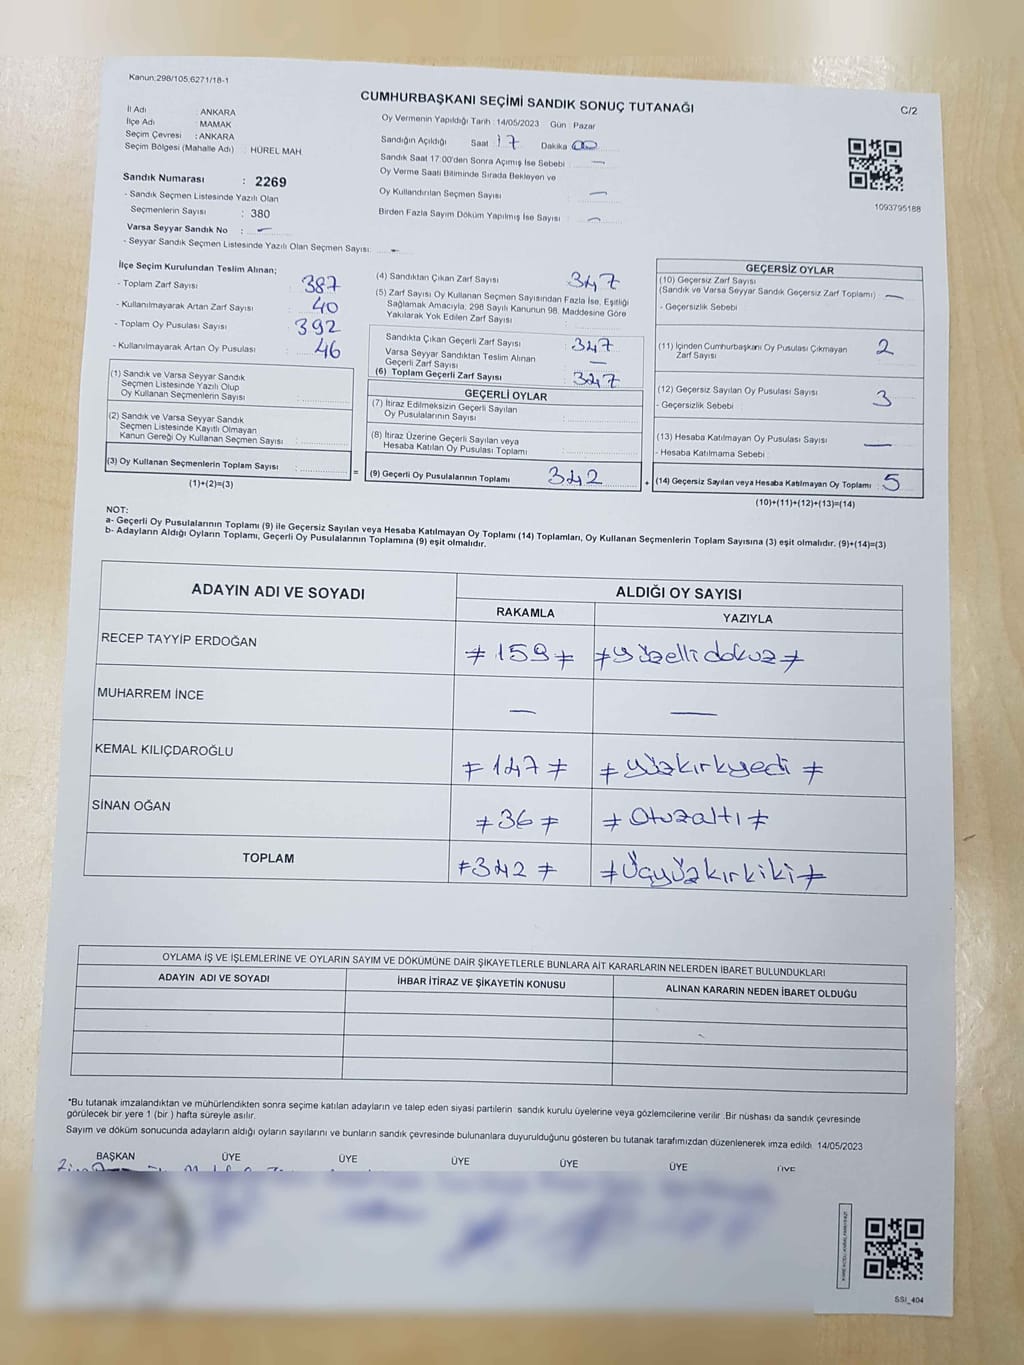 Kanun:298/105,6271/18-1
CUMHURBAŞKANI SEÇİMİ SANDIK SONUÇ TUTANAĞI
C/2
İl Adı : ANKARA
İlçe Adı : MAMAK
Seçim Çevresi : ANKARA
Seçim Bölgesi (Mahalle Adı) : HÜREL MAH.
Sandık Numarası : 2269
- Sandık Seçmen Listesinde Yazılı Olan
Seçmenlerin Sayısı : 380
Varsa Seyyar Sandık No : —
- Seyyar Sandık Seçmen Listesinde Yazılı Olan Seçmen Sayısı: —
Oy Vermenin Yapıldığı Tarih : 14/05/2023 Gün : Pazar
Sandığın Açıldığı Saat : 17 Dakika 00
Sandık Saat 17:00'den Sonra Açımış İse Sebebi : —
Oy Verme Saati Bitiminde Sırada Bekleyen ve
Oy Kullandırılan Seçmen Sayısı : —
Birden Fazla Sayım Döküm Yapılmış İse Sayısı : —
1093795188
İlçe Seçim Kurulundan Teslim Alınan;
- Toplam Zarf Sayısı : 387
- Kullanılmayarak Artan Zarf Sayısı : 40
- Toplam Oy Pusulası Sayısı : 392
- Kullanılmayarak Artan Oy Pusulası : 46
(1) Sandık ve Varsa Seyyar Sandık
Seçmen Listesinde Yazılı Olup
Oy Kullanan Seçmenlerin Sayısı :
(2) Sandık ve Varsa Seyyar Sandık
Seçmen Listesinde Kayıtlı Olmayan
Kanun Gereği Oy Kullanan Seçmen Sayısı :
(3) Oy Kullanan Seçmenlerin Toplam Sayısı :
(1)+(2)=(3)
(4) Sandıktan Çıkan Zarf Sayısı : 347
(5) Zarf Sayısı Oy Kullanan Seçmen Sayısından Fazla İse, Eşitliği
Sağlamak Amacıyla, 298 Sayılı Kanunun 98. Maddesine Göre
Yakılarak Yok Edilen Zarf Sayısı :
Sandıkta Çıkan Geçerli Zarf Sayısı : 347
Varsa Seyyar Sandıktan Teslim Alınan
Geçerli Zarf Sayısı : —
(6) Toplam Geçerli Zarf Sayısı : 347
GEÇERLİ OYLAR
(7) İtiraz Edilmeksizin Geçerli Sayılan
Oy Pusulalarının Sayısı :
(8) İtiraz Üzerine Geçerli Sayılan veya
Hesaba Katılan Oy Pusulası Toplamı :
= (9) Geçerli Oy Pusulalarının Toplamı : 342
GEÇERSİZ OYLAR
(10) Geçersiz Zarf Sayısı
(Sandık ve Varsa Seyyar Sandık Geçersiz Zarf Toplamı) : —
- Geçersizlik Sebebi :
(11) İçinden Cumhurbaşkanı Oy Pusulası Çıkmayan
Zarf Sayısı : 2
(12) Geçersiz Sayılan Oy Pusulası Sayısı : 3
- Geçersizlik Sebebi :
(13) Hesaba Katılmayan Oy Pusulası Sayısı : —
- Hesaba Katılmama Sebebi :
+ (14) Geçersiz Sayılan veya Hesaba Katılmayan Oy Toplamı : 5
(10)+(11)+(12)+(13)=(14)
NOT:
a- Geçerli Oy Pusulalarının Toplamı (9) ile Geçersiz Sayılan veya Hesaba Katılmayan Oy Toplamı (14) Toplamları, Oy Kullanan Seçmenlerin Toplam Sayısına (3) eşit olmalıdır. (9)+(14)=(3)
b- Adayların Aldığı Oyların Toplamı, Geçerli Oy Pusulalarının Toplamına (9) eşit olmalıdır.
ADAYIN ADI VE SOYADI
ALDIĞI OY SAYISI
RAKAMLA YAZIYLA
RECEP TAYYİP ERDOĞAN ≠159≠ ≠yüzellidokuz≠
MUHARREM İNCE — —
KEMAL KILIÇDAROĞLU ≠147≠ ≠yüzkırkyedi≠
SİNAN OĞAN ≠36≠ ≠Otuzaltı≠
TOPLAM ≠342≠ ≠Üçyüzkırkiki≠
OYLAMA İŞ VE İŞLEMLERİNE VE OYLARIN SAYIM VE DÖKÜMÜNE DAİR ŞİKAYETLERLE BUNLARA AİT KARARLARIN NELERDEN İBARET BULUNDUKLARI
ADAYIN ADI VE SOYADI İHBAR İTİRAZ VE ŞİKAYETİN KONUSU ALINAN KARARIN NEDEN İBARET OLDUĞU
*Bu tutanak imzalandıktan ve mühürlendikten sonra seçime katılan adayların ve talep eden siyasi partilerin sandık kurulu üyelerine veya gözlemcilerine verilir. Bir nüshası da sandık çevresinde
görülecek bir yere 1 (bir ) hafta süreyle asılır.
Sayım ve döküm sonucunda adayların aldığı oyların sayılarını ve bunların sandık çevresinde bulunanlara duyurulduğunu gösteren bu tutanak tarafımızdan düzenlenerek imza edildi. 14/05/2023
BAŞKAN ÜYE ÜYE ÜYE ÜYE ÜYE ÜYE
SSI_404